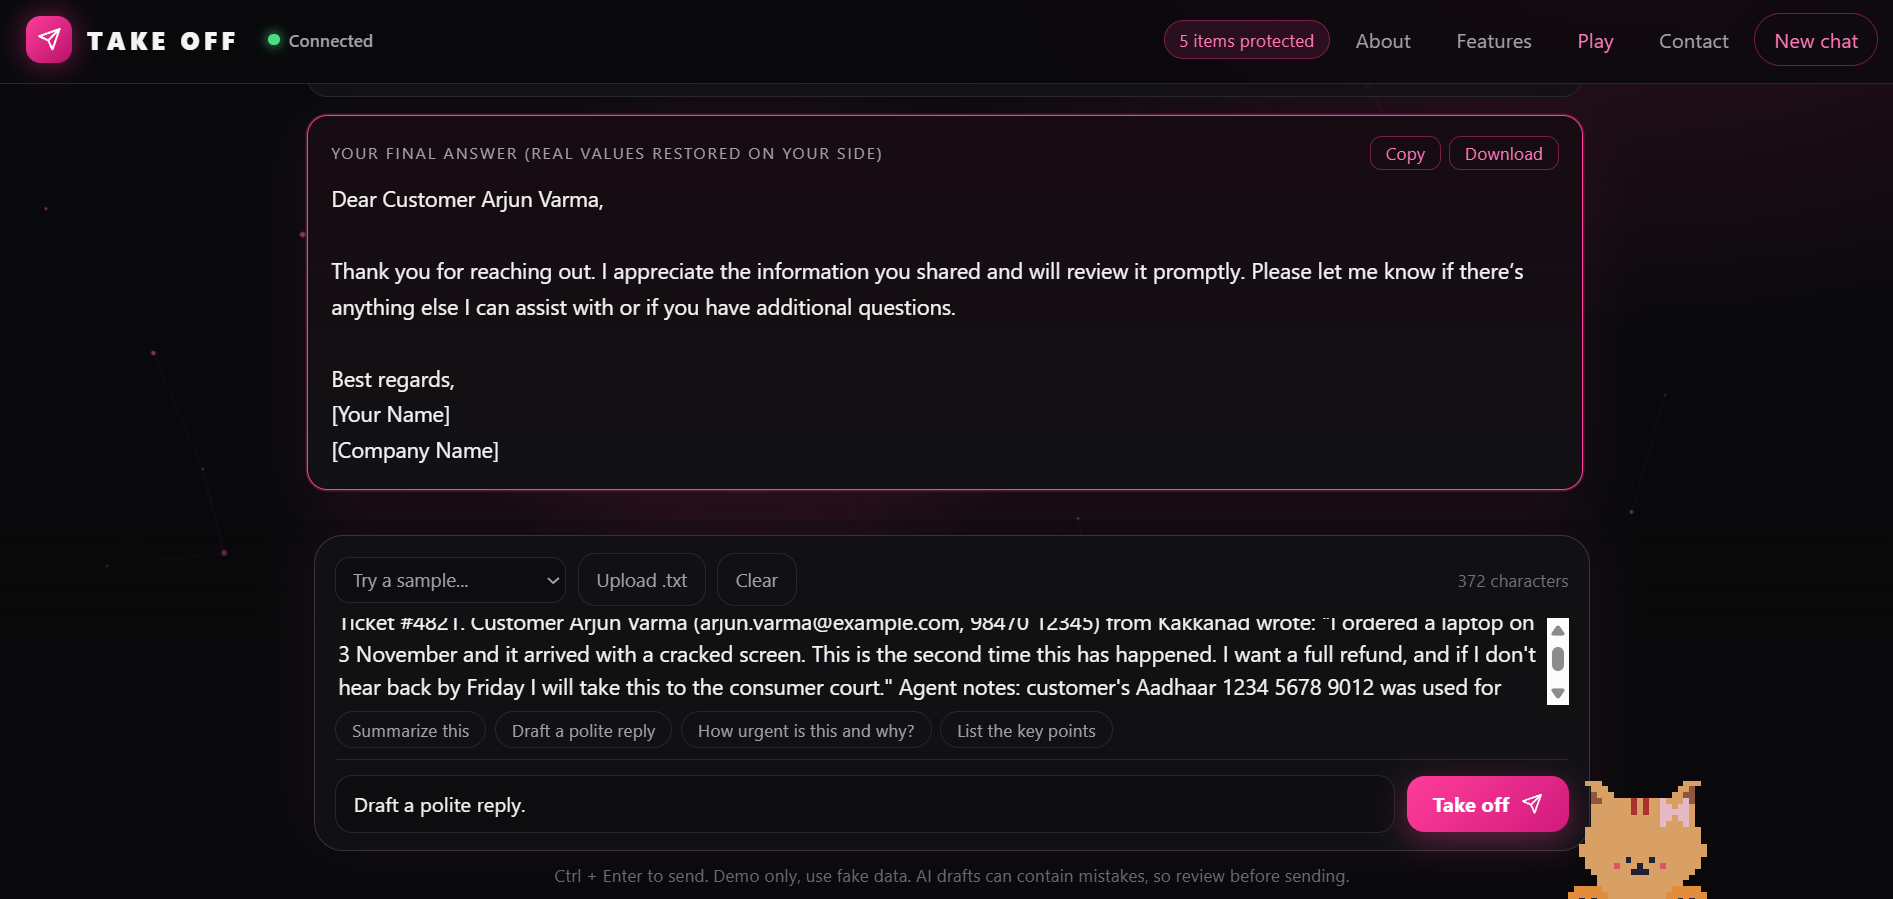 TAKE OFF
Connected
5 items protected
About
Features
Play
Contact
New chat
YOUR FINAL ANSWER (REAL VALUES RESTORED ON YOUR SIDE)
Copy
Download
Dear Customer Arjun Varma,
Thank you for reaching out. I appreciate the information you shared and will review it promptly. Please let me know if there’s
anything else I can assist with or if you have additional questions.
Best regards,
[Your Name]
[Company Name]
Try a sample...
Upload .txt
Clear
372 characters
Ticket #4821. Customer Arjun Varma (arjun.varma@example.com, 98470 12345) from Kakkanad wrote: "I ordered a laptop on
3 November and it arrived with a cracked screen. This is the second time this has happened. I want a full refund, and if I don't
hear back by Friday I will take this to the consumer court." Agent notes: customer's Aadhaar 1234 5678 9012 was used for
Summarize this
Draft a polite reply
How urgent is this and why?
List the key points
Draft a polite reply.
Take off
Ctrl + Enter to send. Demo only, use fake data. AI drafts can contain mistakes, so review before sending.